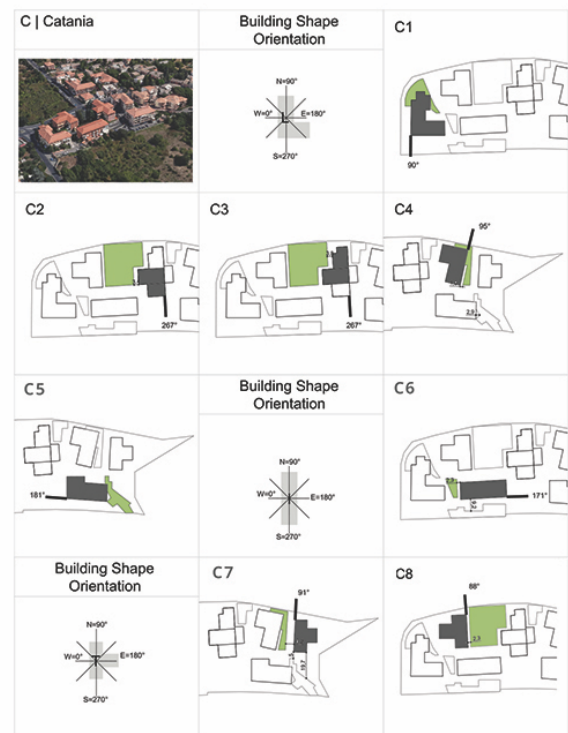 C | Catania
Building Shape
Orientation
N=90°
W=0°
L
E=180°
S=270°
C1
90°
C2
267°
C3
267°
C4
95°
2.9
C5
181°
Building Shape
Orientation
N=90°
W=0°
I
E=180°
S=270°
C6
171°
Building Shape
Orientation
N=90°
W=0°
T
E=180°
S=270°
C7
91°
C8
88°
2.3